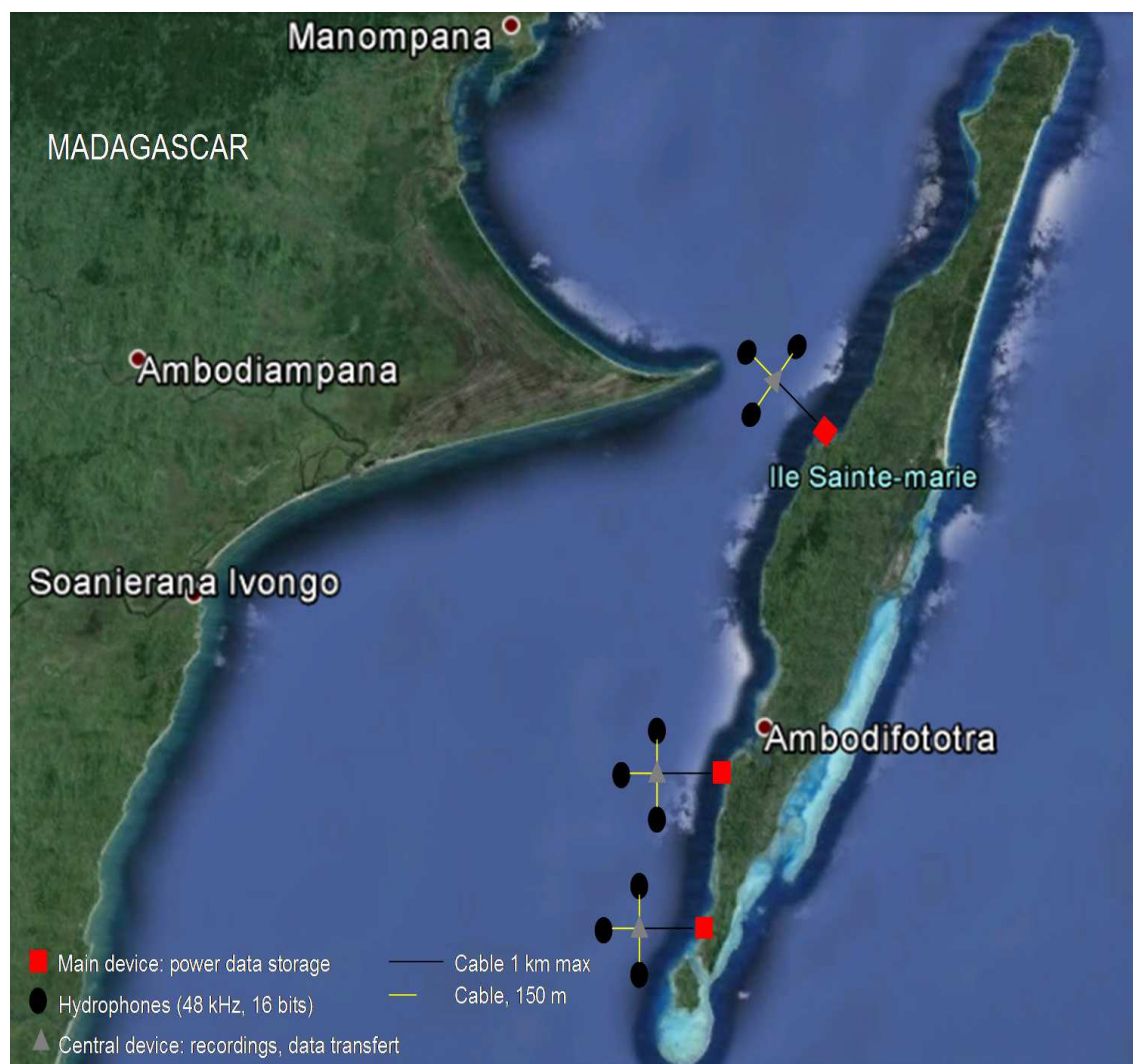 Manompana
MADAGASCAR
Ambodiampana
Ile Sainte-marie
Soanierana Ivongo
Ambodifototra
Main device: power data storage
Hydrophones (48 kHz, 16 bits)
Central device: recordings, data transfert
Cable 1 km max
Cable, 150 m